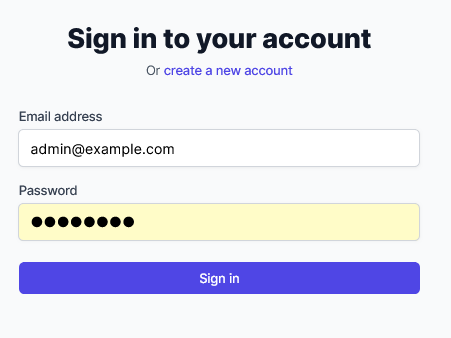 Sign in to your account
Or create a new account
Email address
admin@example.com
Password
●●●●●●●●
Sign in